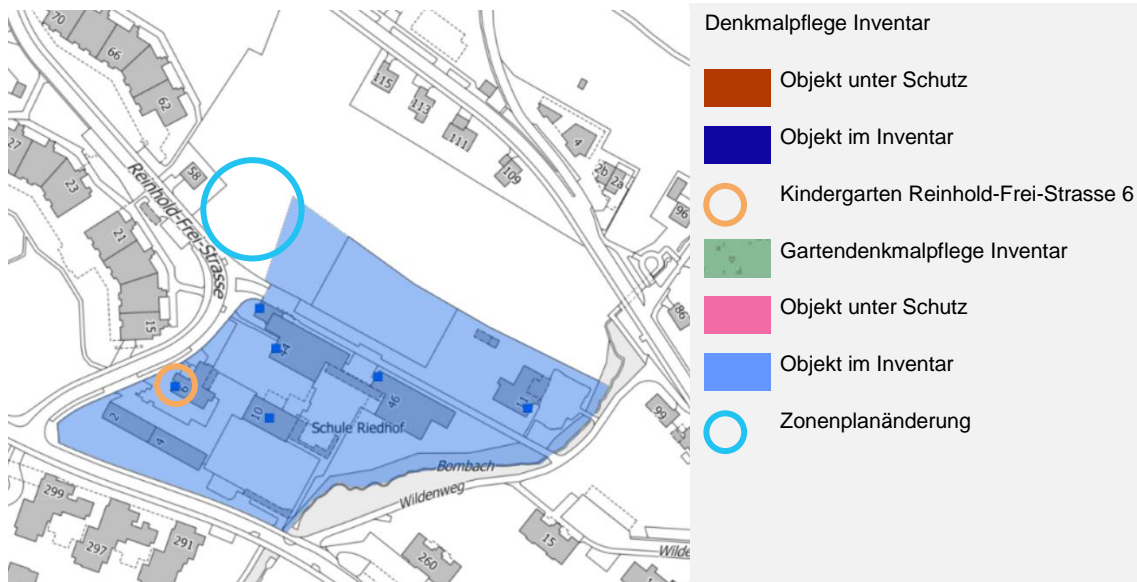 70
66
62
27
23
58
21
15
Reinhold-Frei-Strasse
115
113
111
109
4
2b
2a
96
86
99
44
6
2
4
10
46
11
Schule Riedhof
Bombach
Wildenweg
299
297
291
260
15
Wilde
Denkmalpflege Inventar
Objekt unter Schutz
Objekt im Inventar
Kindergarten Reinhold-Frei-Strasse 6
Gartendenkmalpflege Inventar
Objekt unter Schutz
Objekt im Inventar
Zonenplanänderung